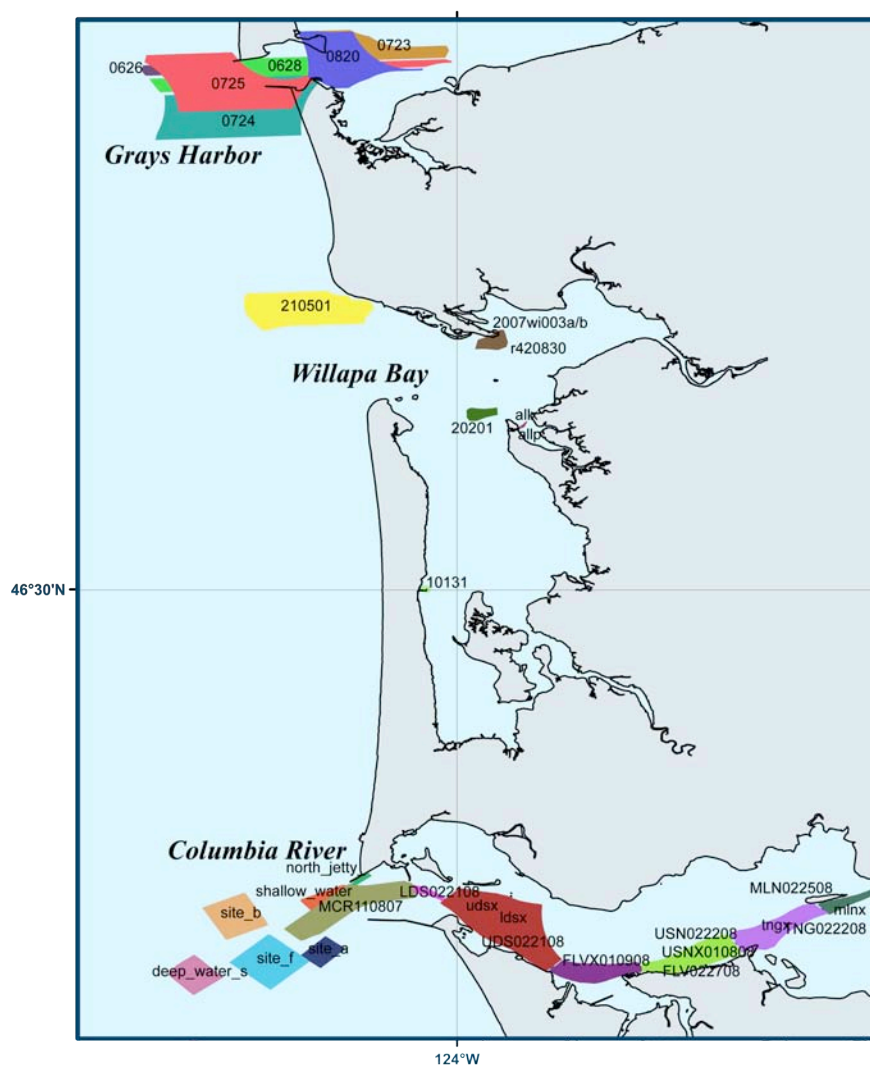 0723
0820
0626
0628
0725
0724
Grays Harbor
210501
2007wi003a/b
r420830
Willapa Bay
alk
20201
allp
10131
46°30'N
Columbia River
north_jetty
shallow_water
LDS022108
MLN022508
MCR110807
udsx
mlnx
site_b
ldsx
tngx
TNG022208
USN022208
UDS022108
site_a
USNX010808
site_f
FLVX010908
deep_water_s
FLV022708
124°W